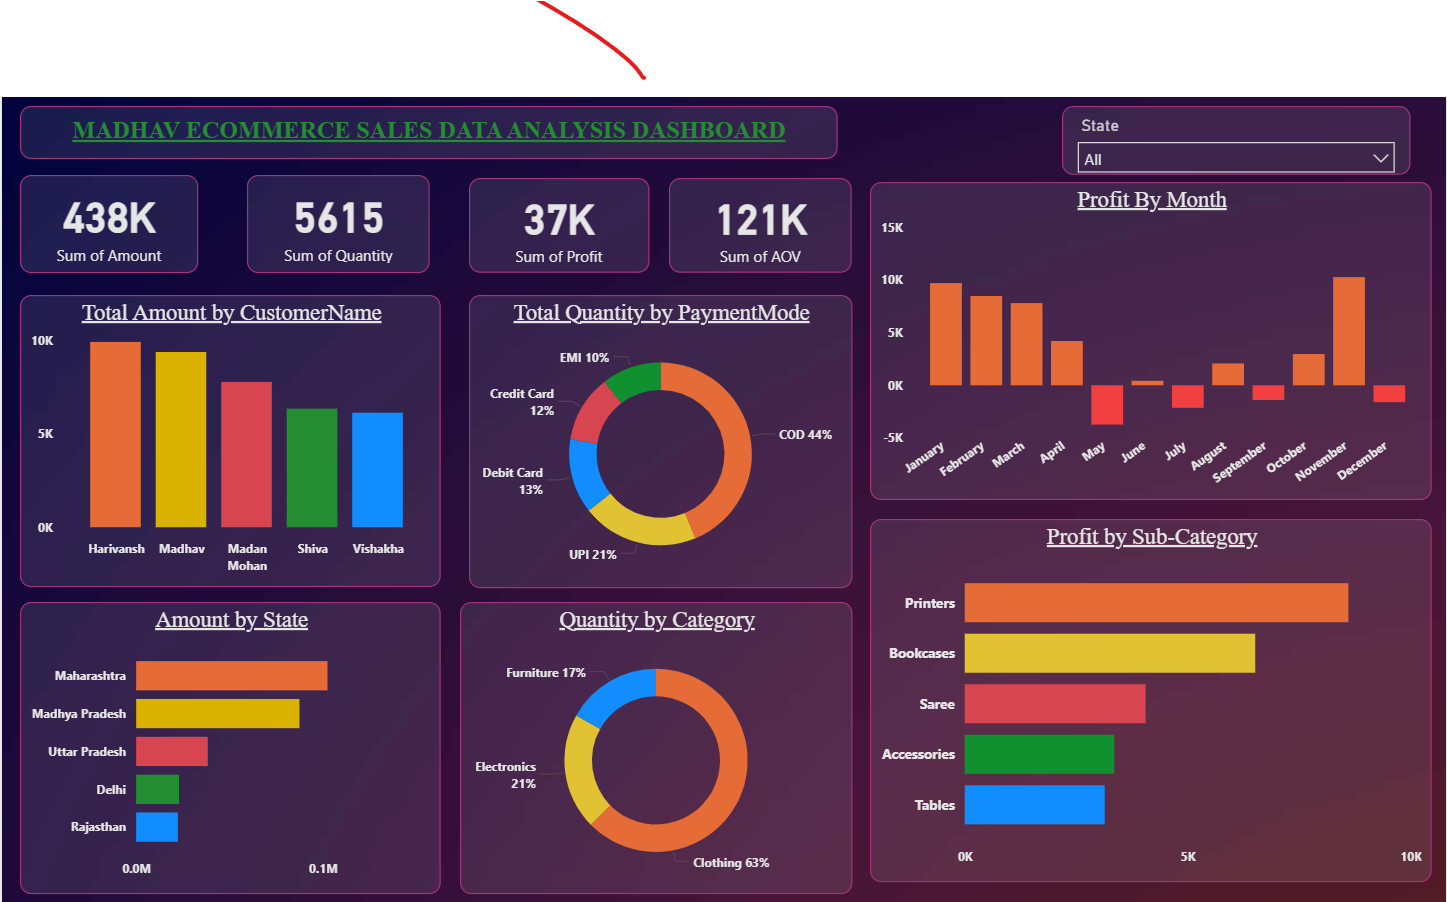 MADHAV ECOMMERCE SALES DATA ANALYSIS DASHBOARD
State
All
438K
Sum of Amount
5615
Sum of Quantity
37K
Sum of Profit
121K
Sum of AOV
Profit By Month
15K
10K
5K
0K
-5K
January
February
March
April
May
June
July
August
September
October
November
December
Total Amount by CustomerName
10K
5K
0K
Harivansh
Madhav
Madan
Mohan
Shiva
Vishakha
Total Quantity by PaymentMode
EMI 10%
Credit Card
12%
Debit Card
13%
UPI 21%
COD 44%
Amount by State
Maharashtra
Madhya Pradesh
Uttar Pradesh
Delhi
Rajasthan
0.0M
0.1M
Quantity by Category
Furniture 17%
Electronics
21%
Clothing 63%
Profit by Sub-Category
Printers
Bookcases
Saree
Accessories
Tables
0K
5K
10K